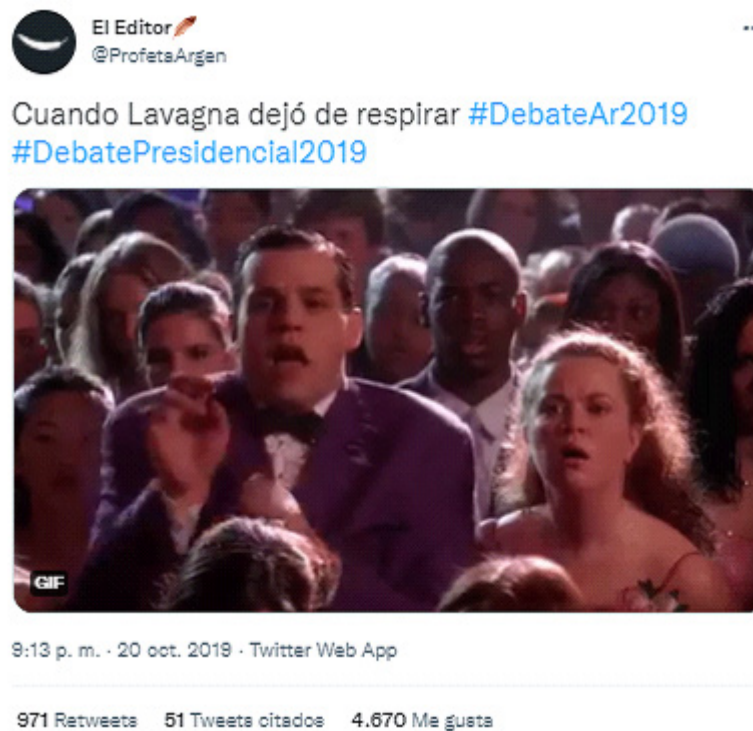 El Editor
@ProfetaArgen
Cuando Lavagna dejó de respirar #DebateAr2019
#DebatePresidencial2019
GIF
9:13 p. m. · 20 oct. 2019 · Twitter Web App
971 Retweets 51 Tweets citados 4.670 Me gusta